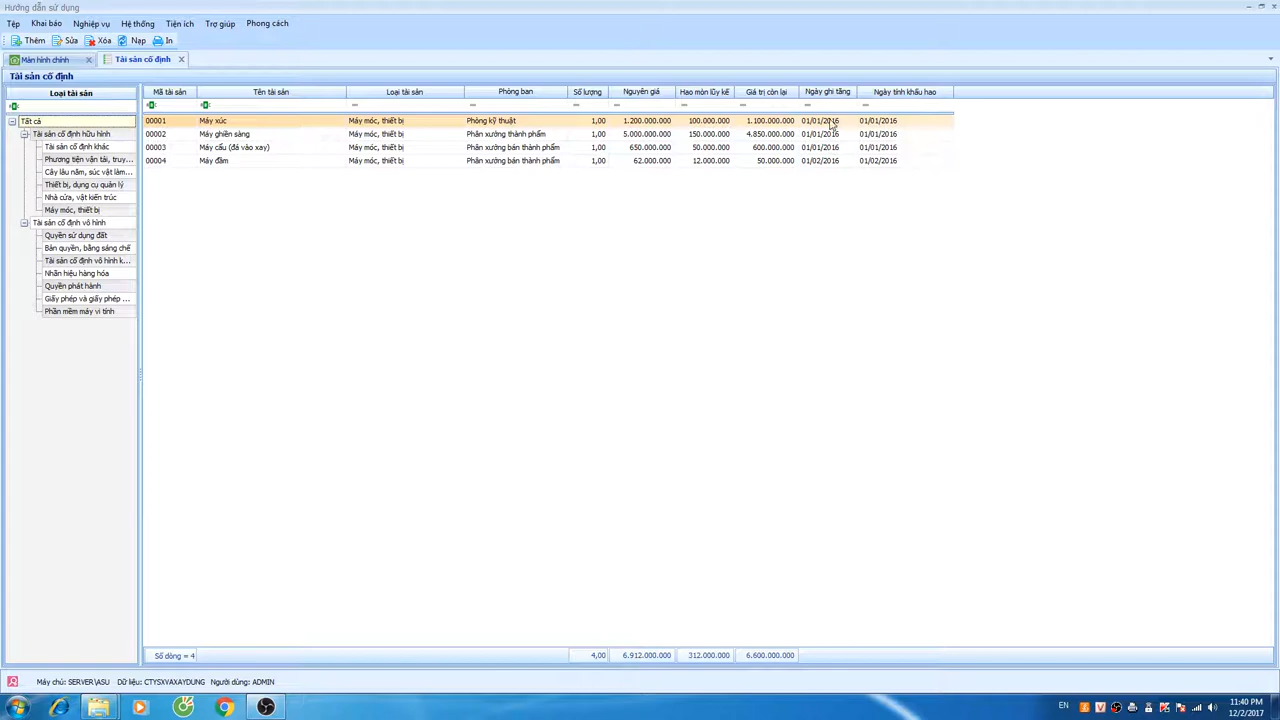 Hướng dẫn sử dụng
Tệp Khai báo Nghiệp vụ Hệ thống Tiện ích Trợ giúp Phong cách
Thêm Sửa Xóa Nạp In
Màn hình chính Tài sản cố định
Tài sản cố định
Loại tài sản
Tất cả
Tài sản cố định hữu hình
Tài sản cố định khác
Phương tiện vận tải, truy...
Cây lâu năm, súc vật làm...
Thiết bị, dụng cụ quản lý
Nhà cửa, vật kiến trúc
Máy móc, thiết bị
Tài sản cố định vô hình
Quyền sử dụng đất
Bản quyền, bằng sáng chế
Tài sản cố định vô hình k...
Nhãn hiệu hàng hóa
Quyền phát hành
Giấy phép và giấy phép ...
Phần mềm máy vi tính
Mã tài sản Tên tài sản Loại tài sản Phòng ban Số lượng Nguyên giá Hao mòn lũy kế Giá trị còn lại Ngày ghi tăng Ngày tính khấu hao
00001 Máy xúc Máy móc, thiết bị Phòng kỹ thuật 1,00 1.200.000.000 100.000.000 1.100.000.000 01/01/2016 01/01/2016
00002 Máy ghiền sàng Máy móc, thiết bị Phân xưởng thành phẩm 1,00 5.000.000.000 150.000.000 4.850.000.000 01/01/2016 01/01/2016
00003 Máy cẩu (đá vào xay) Máy móc, thiết bị Phân xưởng bán thành phẩm 1,00 650.000.000 50.000.000 600.000.000 01/01/2016 01/01/2016
00004 Máy đầm Máy móc, thiết bị Phân xưởng bán thành phẩm 1,00 62.000.000 12.000.000 50.000.000 01/02/2016 01/02/2016
Số dòng = 4 4,00 6.912.000.000 312.000.000 6.600.000.000
Máy chủ: SERVER\ASU Dữ liệu: CTYSXVAXAYDUNG Người dùng: ADMIN
EN 11:40 PM
12/2/2017